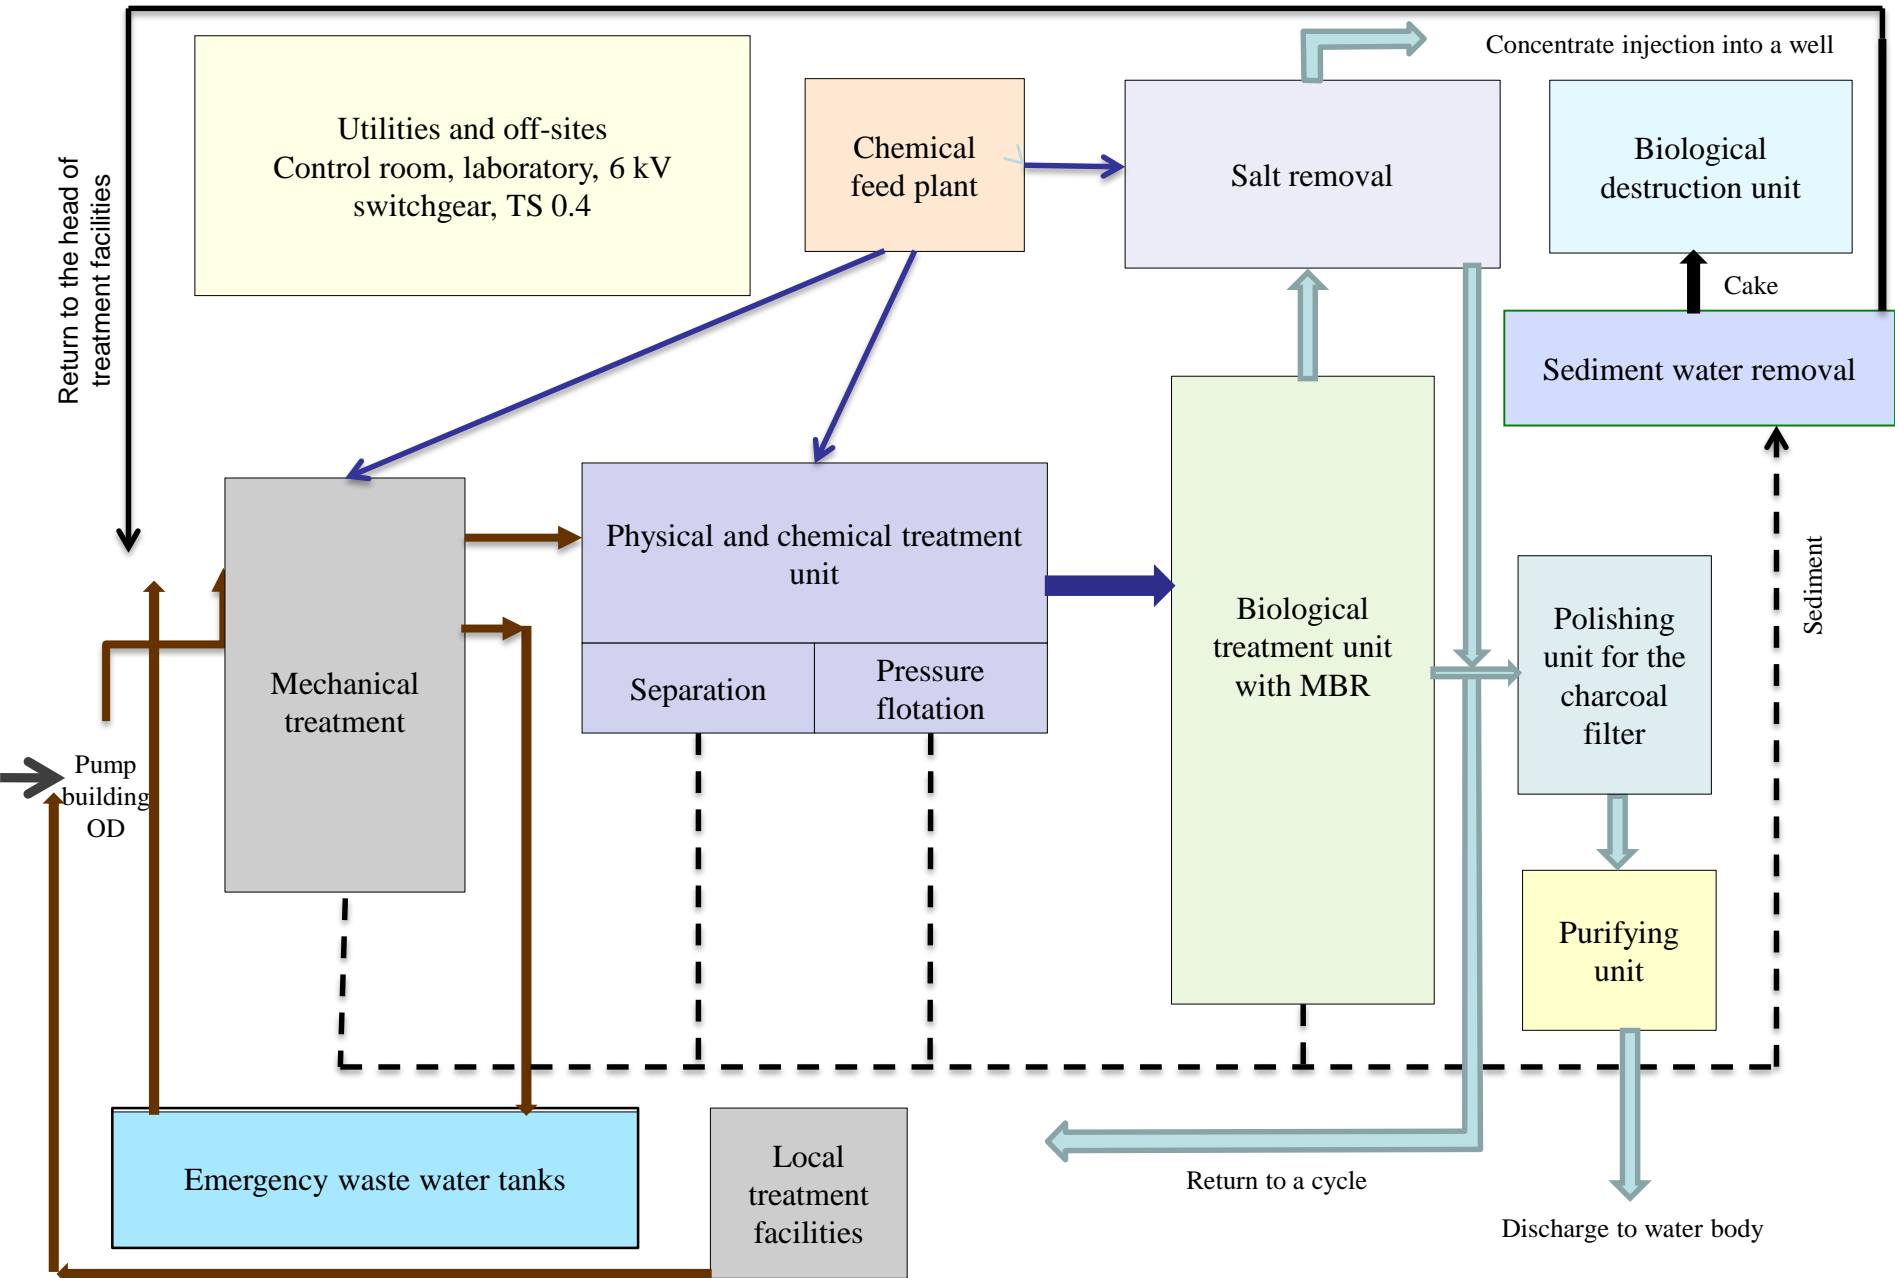 Concentrate injection into a well
Utilities and off-sites
Control room, laboratory, 6 kV
switchgear, TS 0.4
Chemical
feed plant
Salt removal
Biological
destruction unit
Return to the head of
treatment facilities
Cake
Sediment water removal
Physical and chemical treatment
unit
Separation
Pressure
flotation
Mechanical
treatment
Biological
treatment unit
with MBR
Polishing
unit for the
charcoal
filter
Sediment
Pump
building
OD
Purifying
unit
Emergency waste water tanks
Local
treatment
facilities
Return to a cycle
Discharge to water body